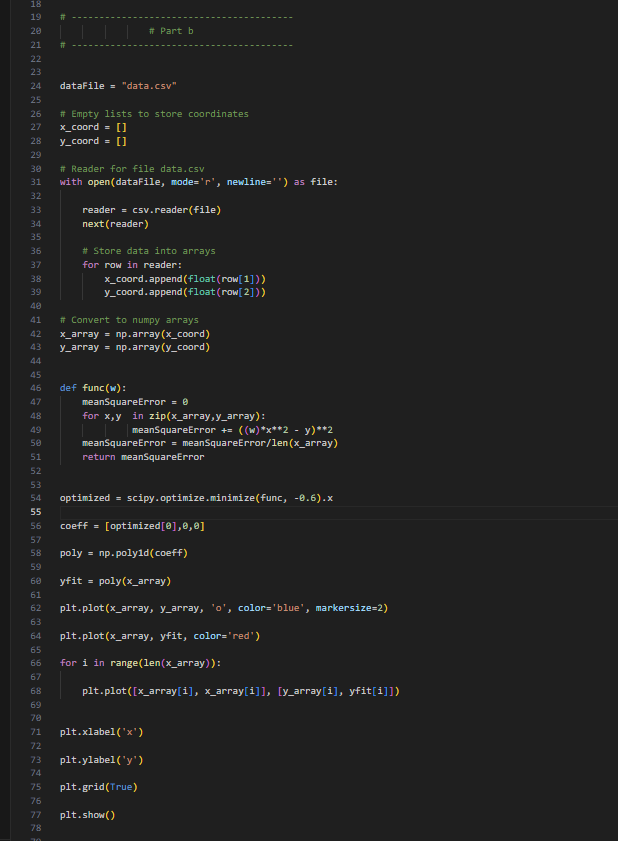 18
19 # ---------------------------------------
20 # Part b
21 # ---------------------------------------
22
23
24 dataFile = "data.csv"
25
26 # Empty lists to store coordinates
27 x_coord = []
28 y_coord = []
29
30 # Reader for file data.csv
31 with open(dataFile, mode='r', newline='') as file:
32
33     reader = csv.reader(file)
34     next(reader)
35
36     # Store data into arrays
37     for row in reader:
38         x_coord.append(float(row[1]))
39         y_coord.append(float(row[2]))
40
41 # Convert to numpy arrays
42 x_array = np.array(x_coord)
43 y_array = np.array(y_coord)
44
45
46 def func(w):
47     meanSquareError = 0
48     for x,y  in zip(x_array,y_array):
49             meanSquareError += ((w)*x**2 - y)**2
50     meanSquareError = meanSquareError/len(x_array)
51     return meanSquareError
52
53
54 optimized = scipy.optimize.minimize(func, -0.6).x
55
56 coeff = [optimized[0],0,0]
57
58 poly = np.poly1d(coeff)
59
60 yfit = poly(x_array)
61
62 plt.plot(x_array, y_array, 'o', color='blue', markersize=2)
63
64 plt.plot(x_array, yfit, color='red')
65
66 for i in range(len(x_array)):
67
68     plt.plot([x_array[i], x_array[i]], [y_array[i], yfit[i]])
69
70
71 plt.xlabel('x')
72
73 plt.ylabel('y')
74
75 plt.grid(True)
76
77 plt.show()
78